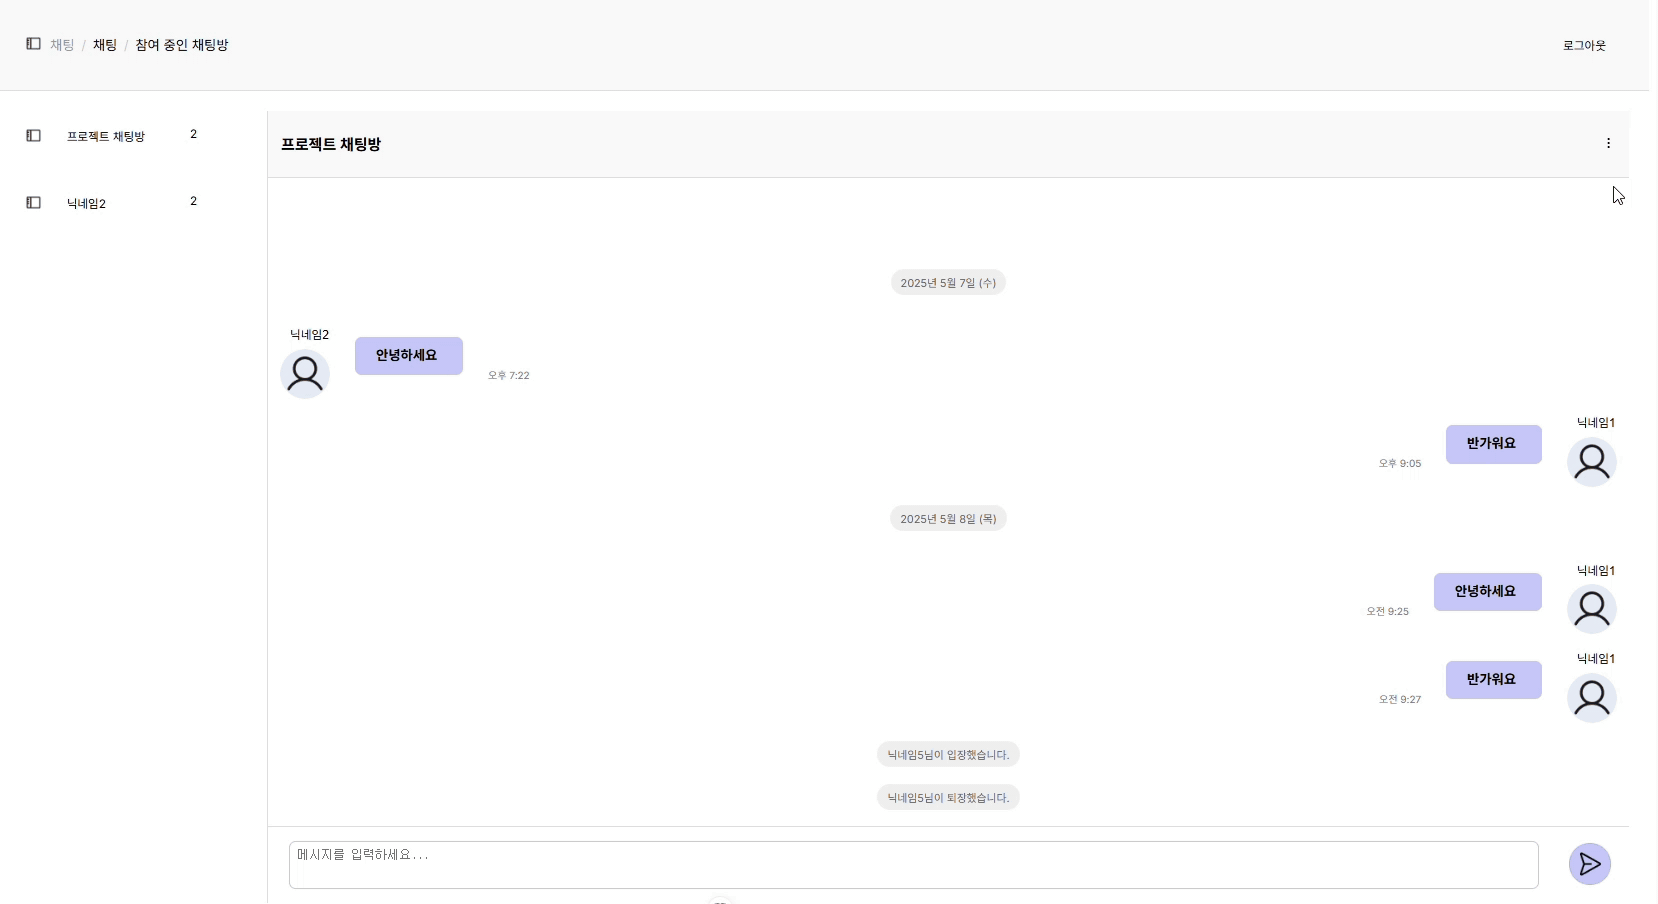 채팅 / 채팅 / 참여 중인 채팅방
로그아웃
프로젝트 채팅방 2
닉네임2 2
프로젝트 채팅방
2025년 5월 7일 (수)
닉네임2
안녕하세요
오후 7:22
닉네임1
반가워요
오후 9:05
2025년 5월 8일 (목)
닉네임1
안녕하세요
오전 9:25
닉네임1
반가워요
오전 9:27
닉네임5님이 입장했습니다.
닉네임5님이 퇴장했습니다.
메시지를 입력하세요...